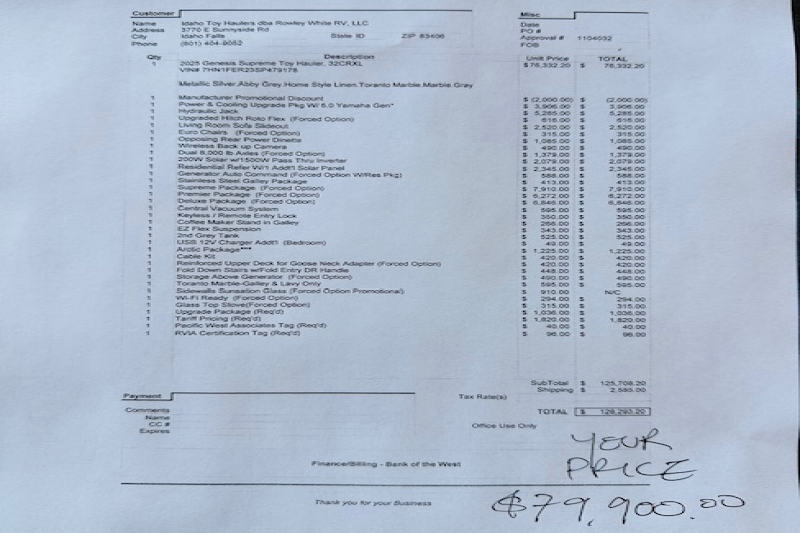 Customer
Misc
Name Idaho Toy Haulers dba Rowley White RV, LLC
Address 3770 E Sunnyside Rd
City Idaho Falls State ID ZIP 83406
Phone (801) 404-9052
Date
PO #
Approval # 1104032
FOB
Qty Description Unit Price TOTAL
1 2025 Genesis Supreme Toy Hauler, 32CRXL $ 76,332.20 $ 76,332.20
VIN# 7HN1FER23SP479178
Metallic Silver,Abby Grey,Home Style Linen,Toranto Marble,Marble Gray
1 Manufacturer Promotional Discount $ (2,000.00) $ (2,000.00)
1 Power & Cooling Upgrade Pkg W/ 6.0 Yamaha Gen* $ 3,906.00 $ 3,906.00
1 Hydraulic Jack $ 5,285.00 $ 5,285.00
1 Upgraded Hitch Roto Flex (Forced Option) $ 616.00 $ 616.00
1 Living Room Sofa Slideout $ 2,520.00 $ 2,520.00
1 Euro Chairs (Forced Option) $ 315.00 $ 315.00
1 Opposing Rear Power Dinette $ 1,085.00 $ 1,085.00
1 Wireless Back up Camera $ 490.00 $ 490.00
1 Dual 8,000 lb Axles (Forced Option) $ 1,379.00 $ 1,379.00
1 200W Solar w/1500W Pass Thru Inverter $ 2,079.00 $ 2,079.00
1 Residential Refer W/1 Addt'l Solar Panel $ 2,345.00 $ 2,345.00
1 Generator Auto Command (Forced Option W/Res Pkg) $ 588.00 $ 588.00
1 Stainless Steel Galley Package $ 413.00 $ 413.00
1 Supreme Package (Forced Option) $ 7,910.00 $ 7,910.00
1 Premier Package (Forced Option) $ 6,272.00 $ 6,272.00
1 Deluxe Package (Forced Option) $ 6,846.00 $ 6,846.00
1 Central Vacuum System $ 595.00 $ 595.00
1 Keyless / Remote Entry Lock $ 350.00 $ 350.00
1 Coffee Maker Stand in Galley $ 266.00 $ 266.00
1 EZ Flex Suspension $ 343.00 $ 343.00
1 2nd Grey Tank $ 525.00 $ 525.00
1 USB 12V Charger Addt'l (Bedroom) $ 49.00 $ 49.00
1 Arctic Package*** $ 1,225.00 $ 1,225.00
1 Cable Kit $ 420.00 $ 420.00
1 Reinforced Upper Deck for Goose Neck Adapter (Forced Option) $ 420.00 $ 420.00
1 Fold Down Stairs w/Fold Entry DR Handle $ 448.00 $ 448.00
1 Storage Above Generator (Forced Option) $ 490.00 $ 490.00
1 Toranto Marble-Galley & Lavy Only $ 595.00 $ 595.00
1 Sidewalls Sunsation Glass (Forced Option Promotional) $ 910.00 N/C
1 Wi-Fi Ready (Forced Option) $ 294.00 $ 294.00
1 Glass Top Stove(Forced Option) $ 315.00 $ 315.00
1 Upgrade Package (Req'd) $ 1,036.00 $ 1,036.00
1 Tariff Pricing (Req'd) $ 1,820.00 $ 1,820.00
1 Pacific West Associates Tag (Req'd) $ 40.00 $ 40.00
1 RVIA Certification Tag (Req'd) $ 96.00 $ 96.00
SubTotal $ 125,708.20
Shipping $ 2,585.00
Payment
Tax Rate(s)
Comments
TOTAL $ 128,293.20
Name
CC #
Expires
Office Use Only
YOUR
PRICE
Finance/Billing - Bank of the West
$79,900.00
Thank you for your Business